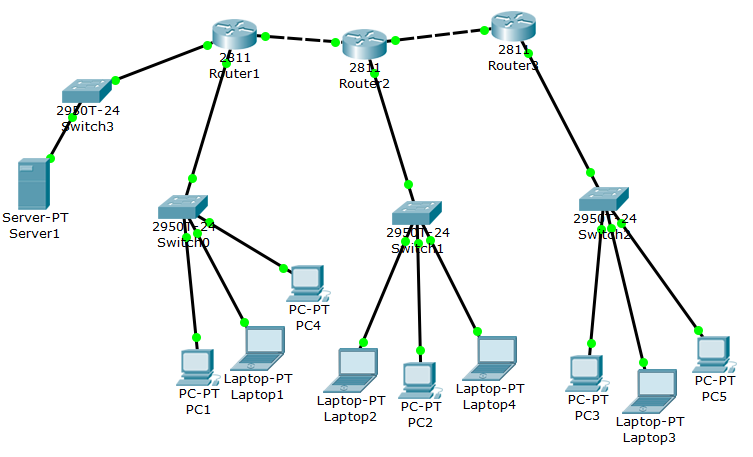 2811
Router1
2811
Router2
2811
Router3
2950T-24
Switch3
Server-PT
Server1
2950T-24
Switch0
2950T-24
Switch1
2950T-24
Switch2
PC-PT
PC4
PC-PT
PC1
Laptop-PT
Laptop1
Laptop-PT
Laptop2
PC-PT
PC2
Laptop-PT
Laptop4
PC-PT
PC3
Laptop-PT
Laptop3
PC-PT
PC5